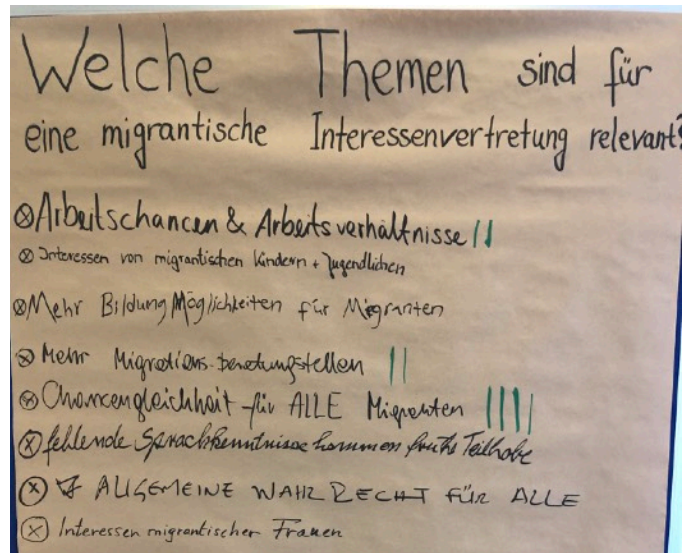 Welche Themen sind für
eine migrantische Interessenvertretung relevant?
Arbeitschancen & Arbeitsverhältnisse ||
Interessen von migrantischen Kindern + Jugendlichen
Mehr Bildung Möglichkeiten für Migranten
Mehr Migrations-beratungstellen ||
Chancengleichheit für ALLE Migranten ||||
fehlende Sprachkenntnisse hemmen Teilhabe
ALLGEMEINE WAHLRECHT FÜR ALLE
Interessen migrantischer Frauen